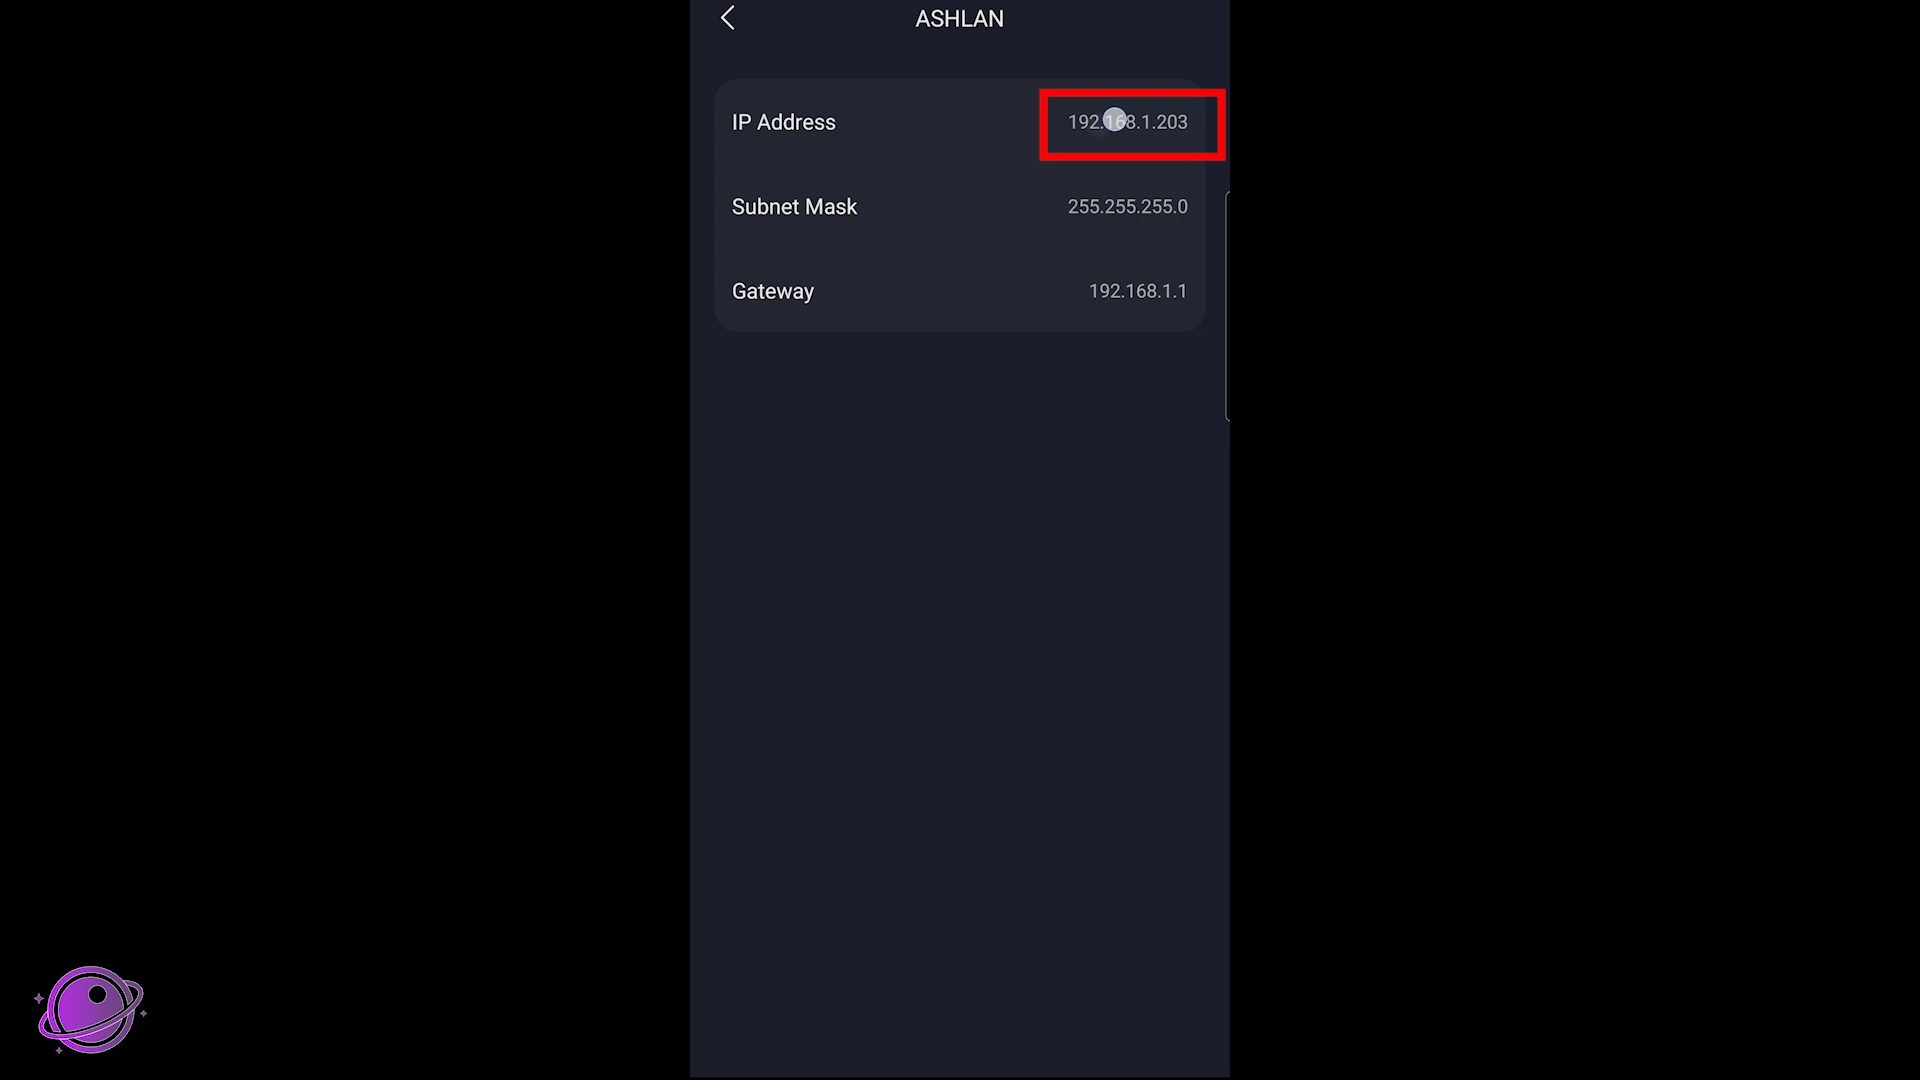 ASHLAN
IP Address 192.168.1.203
Subnet Mask 255.255.255.0
Gateway 192.168.1.1